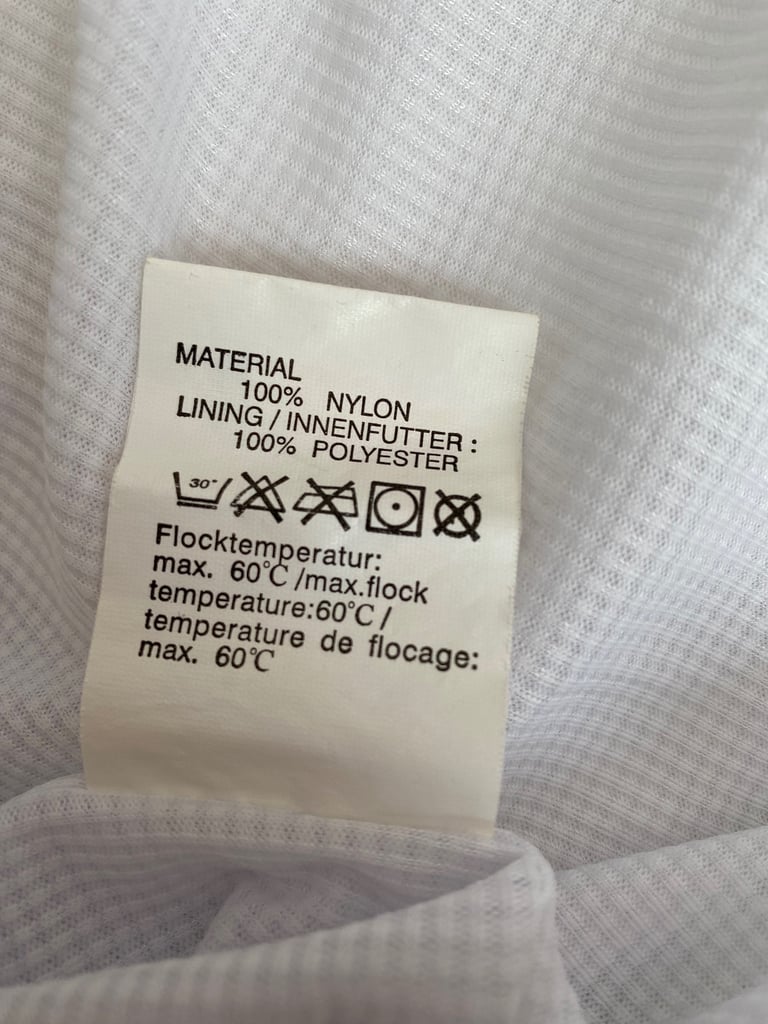 MATERIAL
100% NYLON
LINING / INNENFUTTER :
100% POLYESTER
30°
Flocktemperatur:
max. 60℃ /max.flock
temperature:60℃ /
temperature de flocage:
max. 60℃